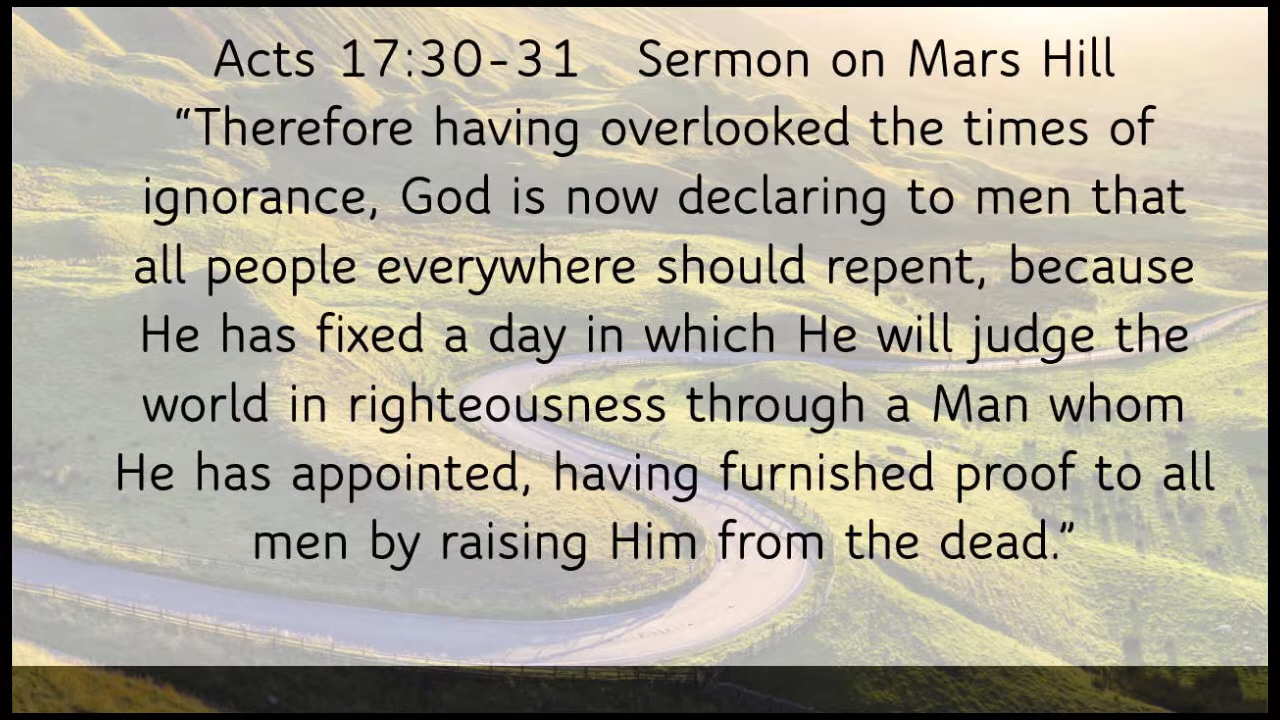 Acts 17:30-31   Sermon on Mars Hill
“Therefore having overlooked the times of
ignorance, God is now declaring to men that
all people everywhere should repent, because
He has fixed a day in which He will judge the
world in righteousness through a Man whom
He has appointed, having furnished proof to all
men by raising Him from the dead.”